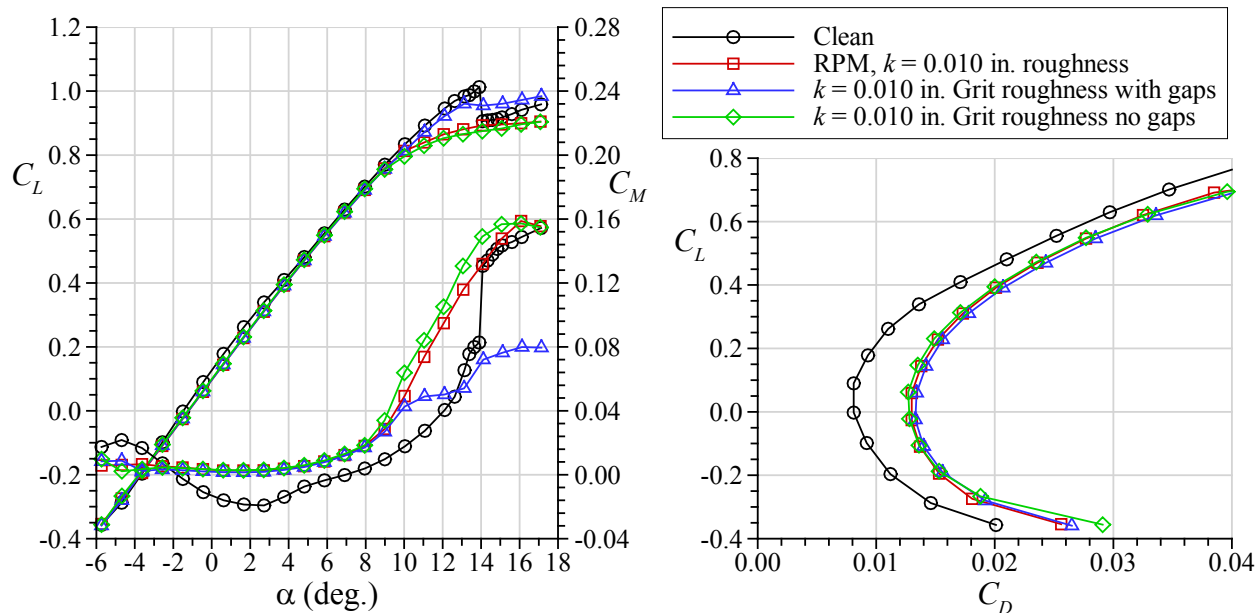 Clean
RPM, k = 0.010 in. roughness
k = 0.010 in. Grit roughness with gaps
k = 0.010 in. Grit roughness no gaps
1.2
1.0
0.8
0.6
0.4
0.2
0.0
-0.2
-0.4
C_L
0.28
0.24
0.20
0.16
0.12
0.08
0.04
0.00
-0.04
C_M
-6 -4 -2 0 2 4 6 8 10 12 14 16 18
α (deg.)
0.8
0.6
0.4
0.2
0.0
-0.2
-0.4
C_L
0.00 0.01 0.02 0.03 0.04
C_D